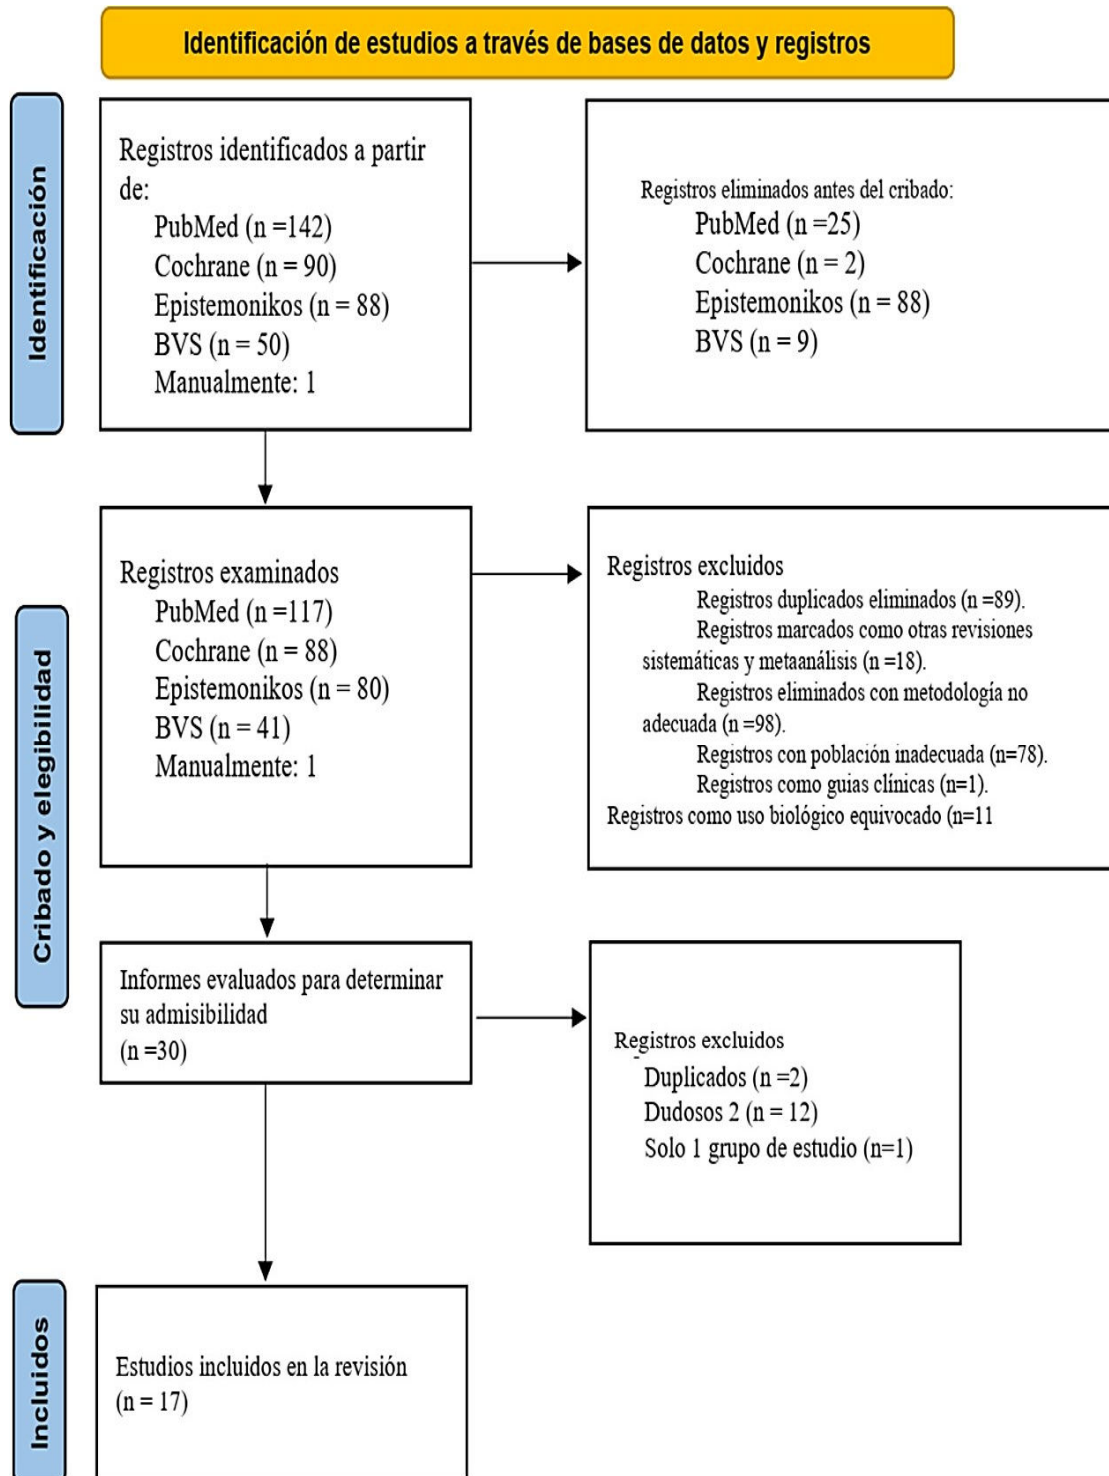 Identificación de estudios a través de bases de datos y registros
Identificación
Registros identificados a partir
de:
PubMed (n =142)
Cochrane (n = 90)
Epistemonikos (n = 88)
BVS (n = 50)
Manualmente: 1
Registros eliminados antes del cribado:
PubMed (n =25)
Cochrane (n = 2)
Epistemonikos (n = 88)
BVS (n = 9)
Cribado y elegibilidad
Registros examinados
PubMed (n =117)
Cochrane (n = 88)
Epistemonikos (n = 80)
BVS (n = 41)
Manualmente: 1
Registros excluidos
Registros duplicados eliminados (n =89).
Registros marcados como otras revisiones
sistemáticas y metaanálisis (n =18).
Registros eliminados con metodología no
adecuada (n =98).
Registros con población inadecuada (n=78).
Registros como guias clínicas (n=1).
Registros como uso biológico equivocado (n=11
Informes evaluados para determinar
su admisibilidad
(n =30)
Registros excluidos
Duplicados (n =2)
Dudosos 2 (n = 12)
Solo 1 grupo de estudio (n=1)
Incluidos
Estudios incluidos en la revisión
(n = 17)